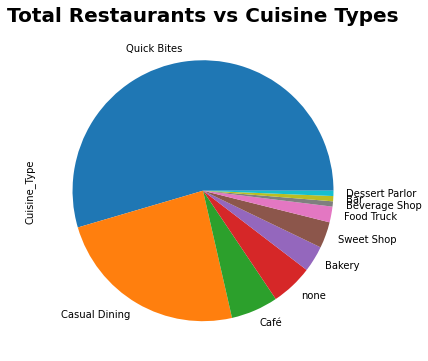 Total Restaurants vs Cuisine Types
Quick Bites
Cuisine_Type
Dessert Parlor
Bar
Beverage Shop
Food Truck
Sweet Shop
Bakery
none
Café
Casual Dining